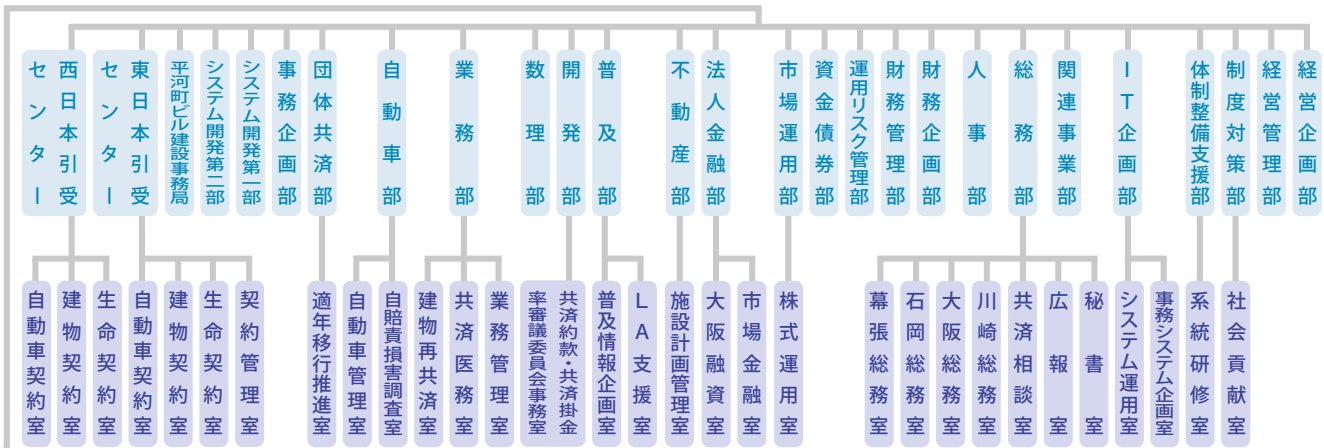 経営企画部
経営管理部
制度対策部
体制整備支援部
IT企画部
関連事業部
総務部
人事部
財務企画部
財務管理部
運用リスク管理部
資金債券部
市場運用部
法人金融部
不動産部
普及部
開発部
数理部
業務部
自動車部
団体共済部
事務企画部
システム開発第一部
システム開発第二部
平河町ビル建設事務局
東日本引受
センター
西日本引受
センター
社会貢献室
系統研修室
事務システム企画室
システム運用室
秘書室
広報室
共済相談室
川崎総務室
大阪総務室
石岡総務室
幕張総務室
株式運用室
市場金融室
大阪融資室
施設計画管理室
LA支援室
普及情報企画室
共済約款・共済掛金
率審議委員会事務室
業務管理室
共済医務室
建物再共済室
自賠責損害調査室
自動車管理室
適年移行推進室
契約管理室
生命契約室
建物契約室
自動車契約室
生命契約室
建物契約室
自動車契約室